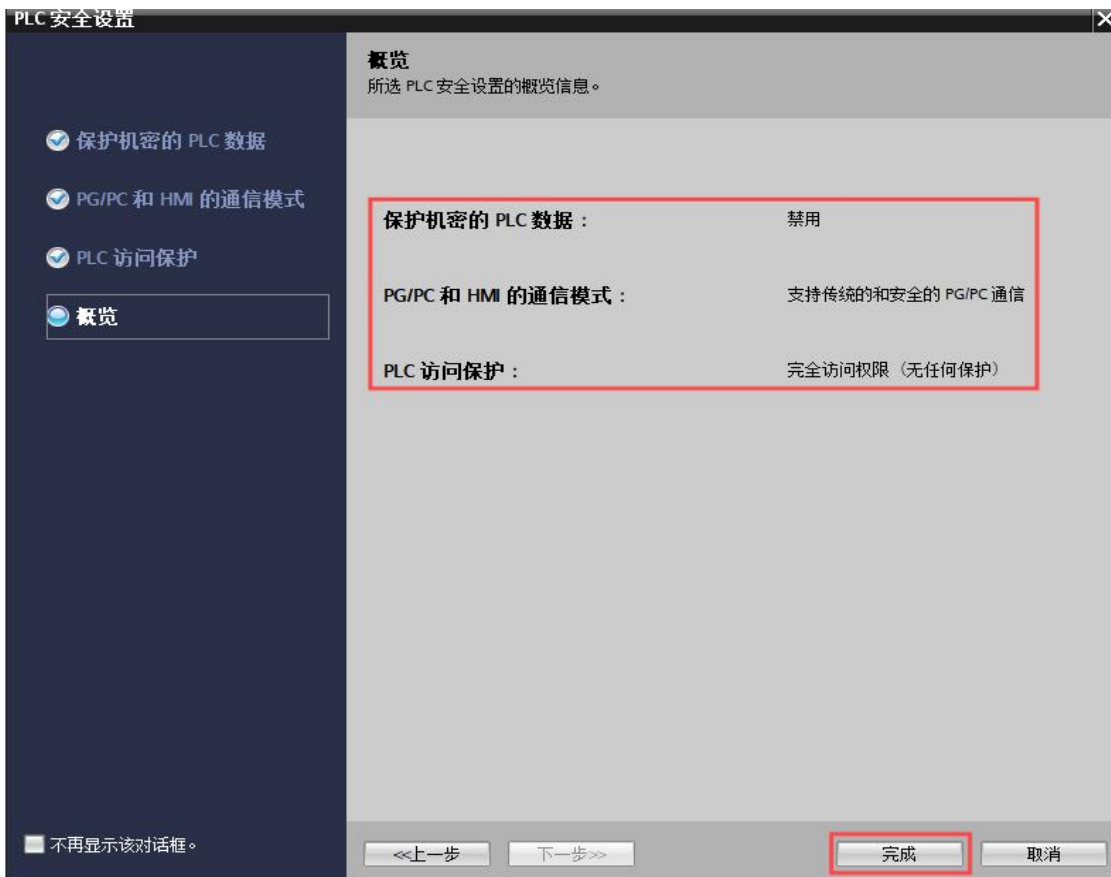 PLC 安全设置
概览
所选 PLC 安全设置的概览信息。
保护机密的 PLC 数据
PG/PC 和 HMI 的通信模式
PLC 访问保护
概览
保护机密的 PLC 数据： 禁用
PG/PC 和 HMI 的通信模式： 支持传统的和安全的 PG/PC 通信
PLC 访问保护： 完全访问权限（无任何保护）
不再显示该对话框。
<<上一步 下一步>> 完成 取消